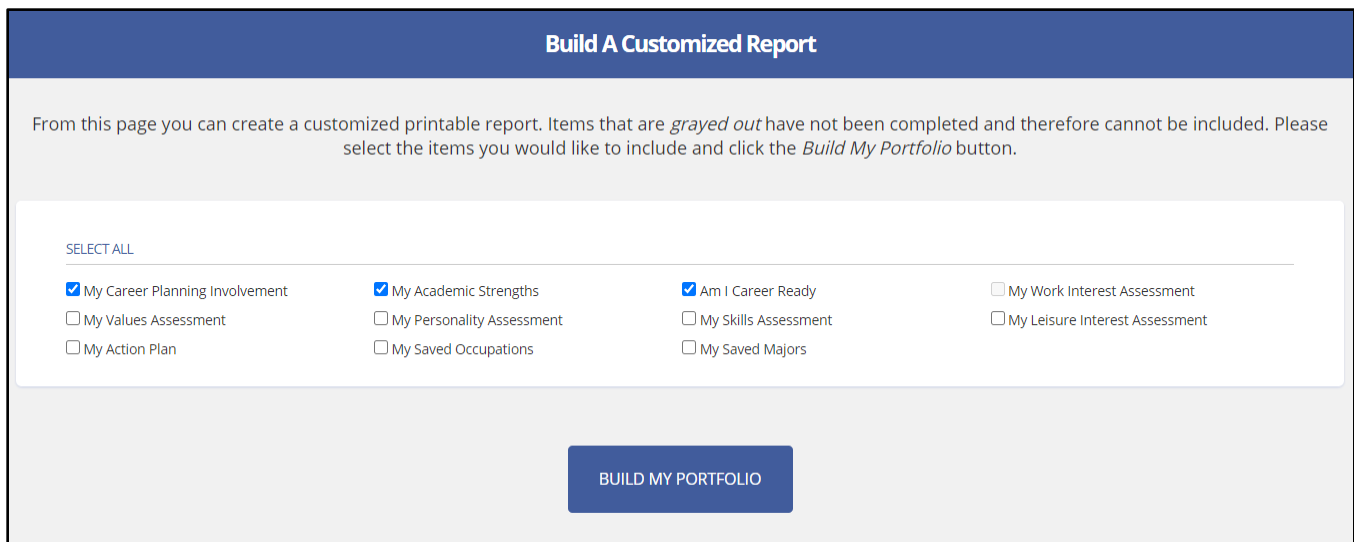 Build A Customized Report
From this page you can create a customized printable report. Items that are grayed out have not been completed and therefore cannot be included. Please
select the items you would like to include and click the Build My Portfolio button.
SELECT ALL
My Career Planning Involvement My Academic Strengths Am I Career Ready My Work Interest Assessment
My Values Assessment My Personality Assessment My Skills Assessment My Leisure Interest Assessment
My Action Plan My Saved Occupations My Saved Majors
BUILD MY PORTFOLIO